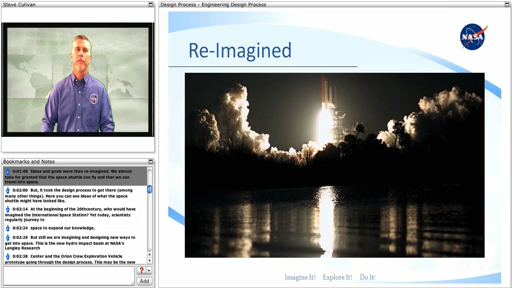 Steve Culivan
Design Process - Engineering Design Process
NASA
Re-Imagined
Bookmarks and Notes
0:01:49 Ideas and goals were then re-imagined. We almost
take for granted that the space shuttle can fly and that we can
travel into space.
0:02:00 But, it took the design process to get there (among
many other things). Here you can see ideas of what the space
shuttle might have looked like.
0:02:14 At the beginning of the 20thcentury, who would have
imagined the International Space Station? Yet today, scientists
regularly journey to
0:02:24 space to expand our knowledge.
0:02:29 But still we are imagining and designing new ways to
get into space. This is the new hydro impact basin at NASA's
Langley Research
0:02:38 Center and the Orion Crew Exploration Vehicle
prototype going through the design process. This may be the new
?
Add
Imagine It! Explore It! Do It!